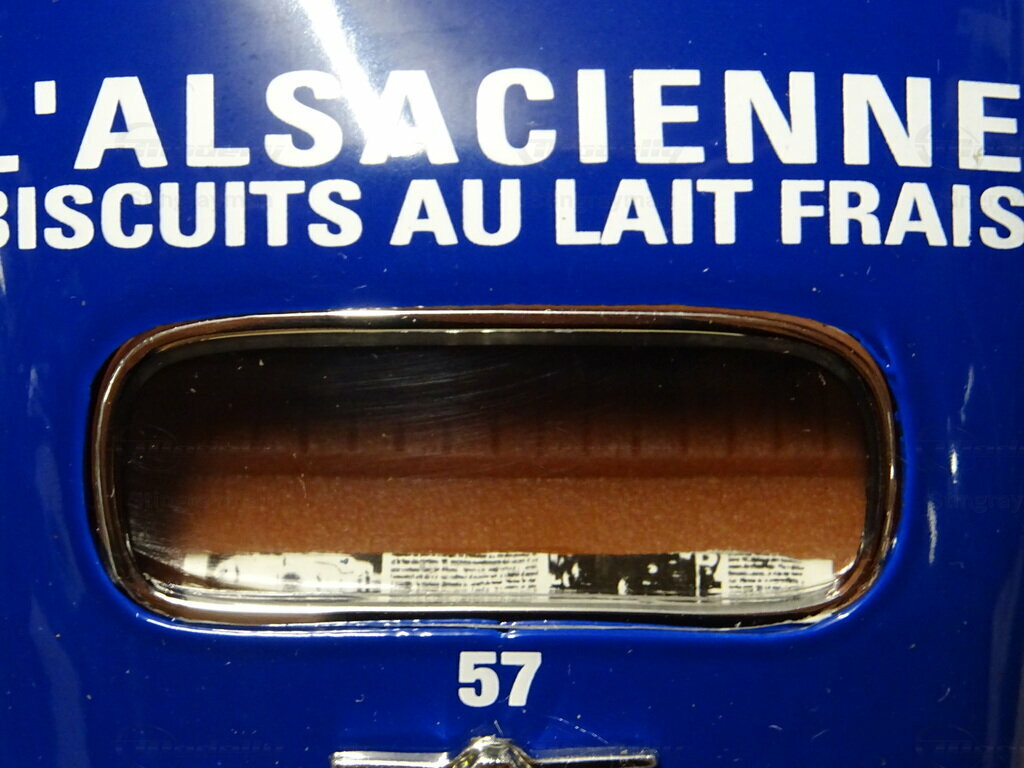 L'ALSACIENNE
BISCUITS AU LAIT FRAIS
57